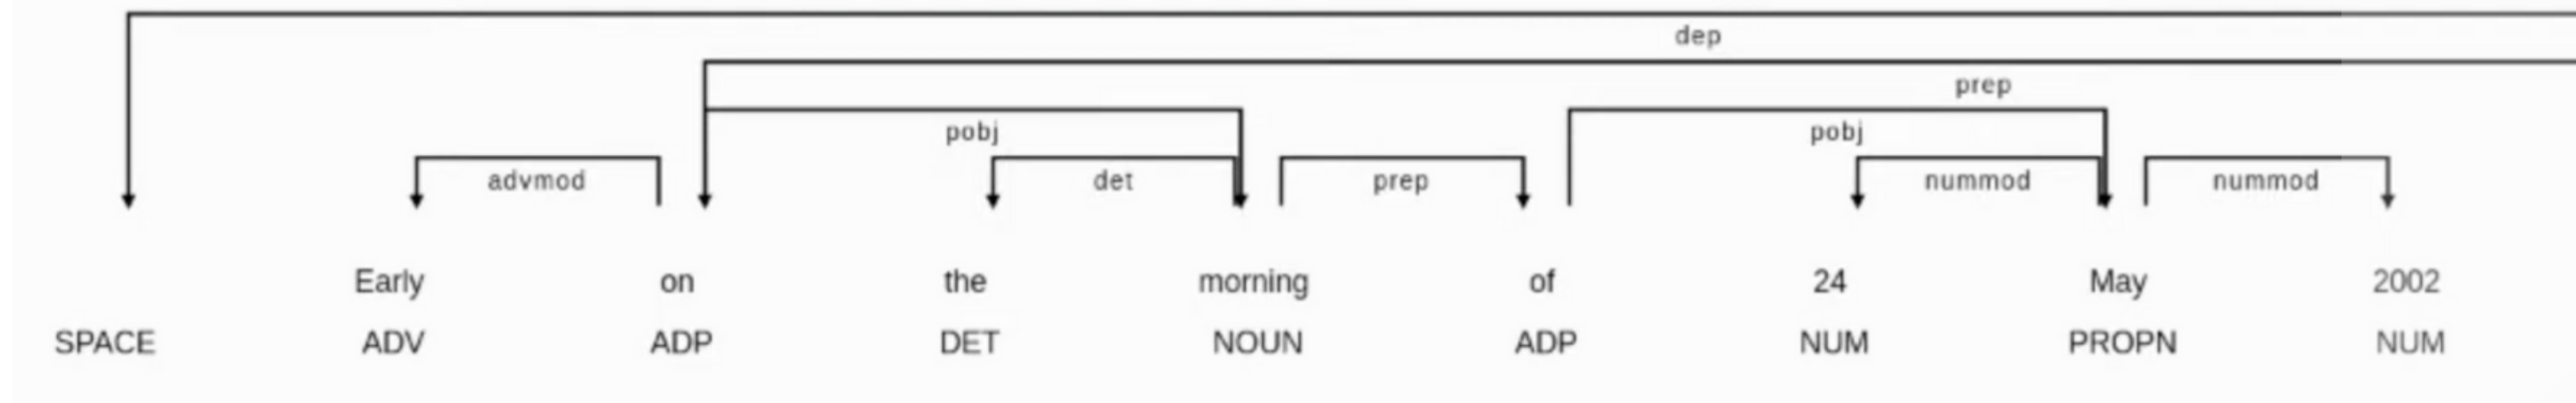 dep
prep
pobj pobj
advmod det prep nummod nummod
Early on the morning of 24 May 2002
SPACE ADV ADP DET NOUN ADP NUM PROPN NUM